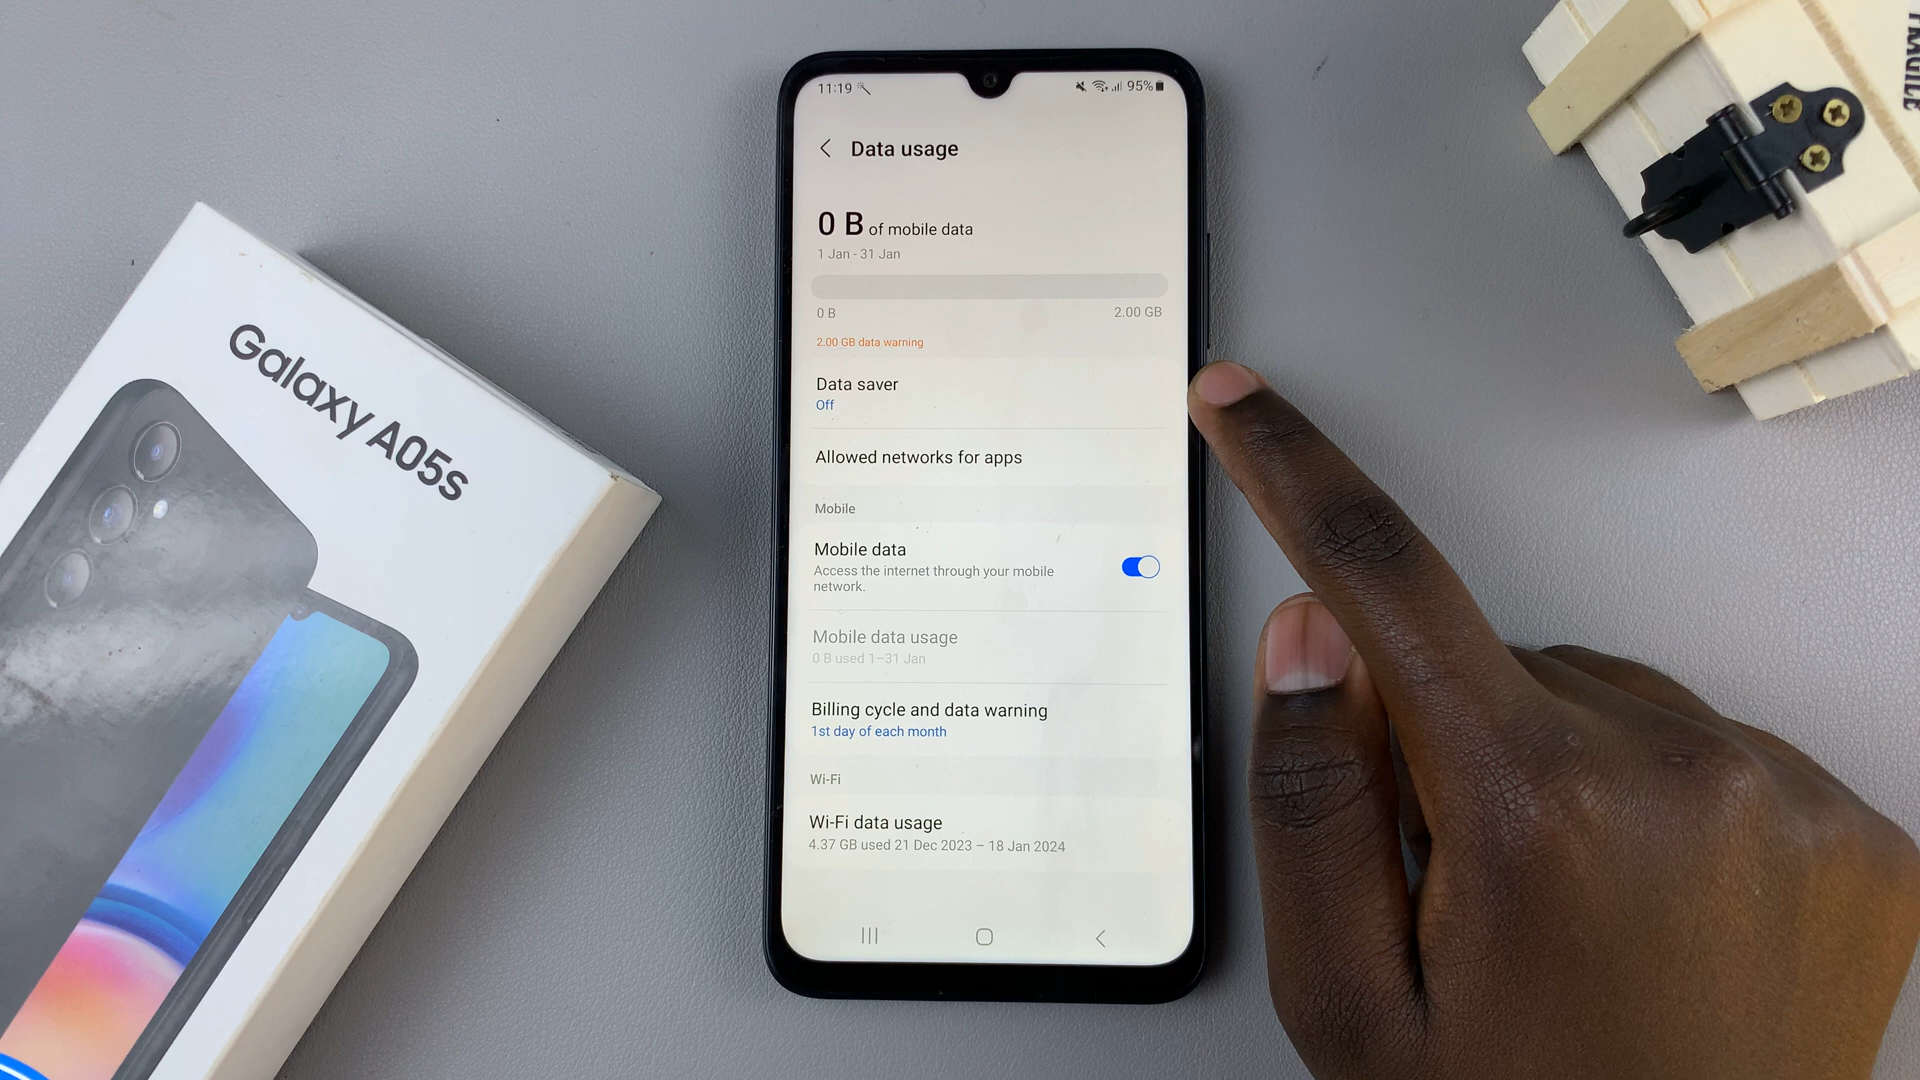 11:19
95%
Data usage
0 B of mobile data
1 Jan - 31 Jan
0 B
2.00 GB
2.00 GB data warning
Data saver
Off
Allowed networks for apps
Mobile
Mobile data
Access the internet through your mobile
network.
Mobile data usage
0 B used 1–31 Jan
Billing cycle and data warning
1st day of each month
Wi-Fi
Wi-Fi data usage
4.37 GB used 21 Dec 2023 – 18 Jan 2024
Galaxy A05s
FRAGILE